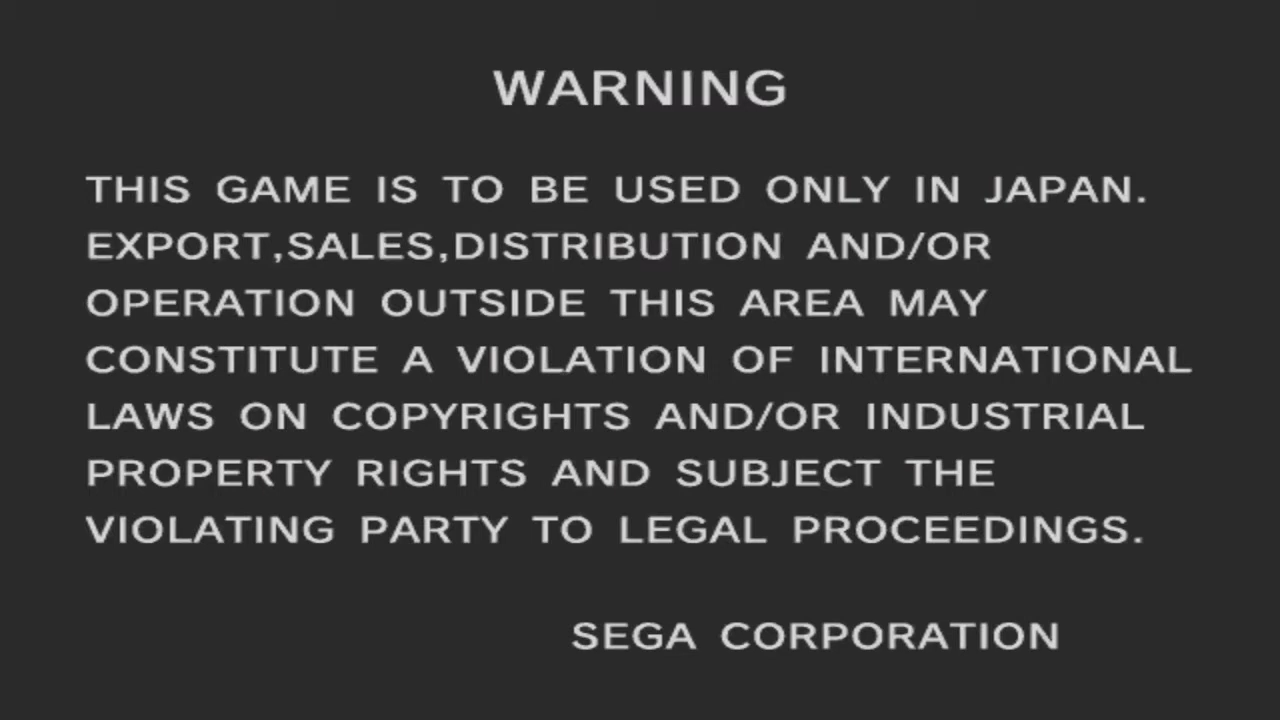 WARNING
THIS GAME IS TO BE USED ONLY IN JAPAN.
EXPORT,SALES,DISTRIBUTION AND/OR
OPERATION OUTSIDE THIS AREA MAY
CONSTITUTE A VIOLATION OF INTERNATIONAL
LAWS ON COPYRIGHTS AND/OR INDUSTRIAL
PROPERTY RIGHTS AND SUBJECT THE
VIOLATING PARTY TO LEGAL PROCEEDINGS.
SEGA CORPORATION